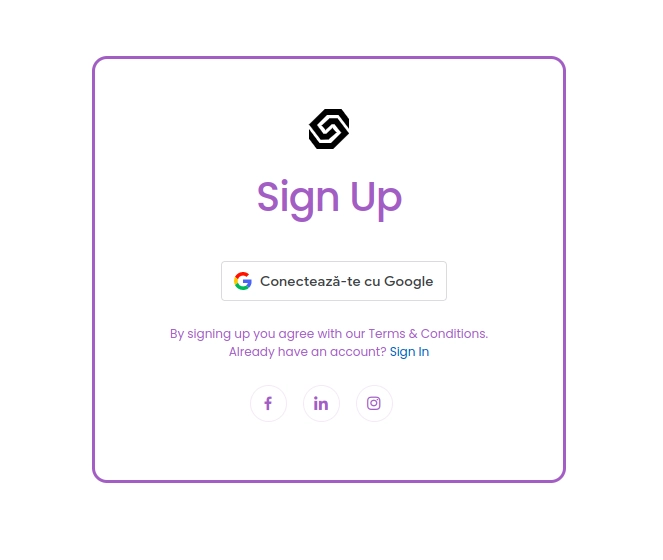 Sign Up
Conectează-te cu Google
By signing up you agree with our Terms & Conditions.
Already have an account? Sign In